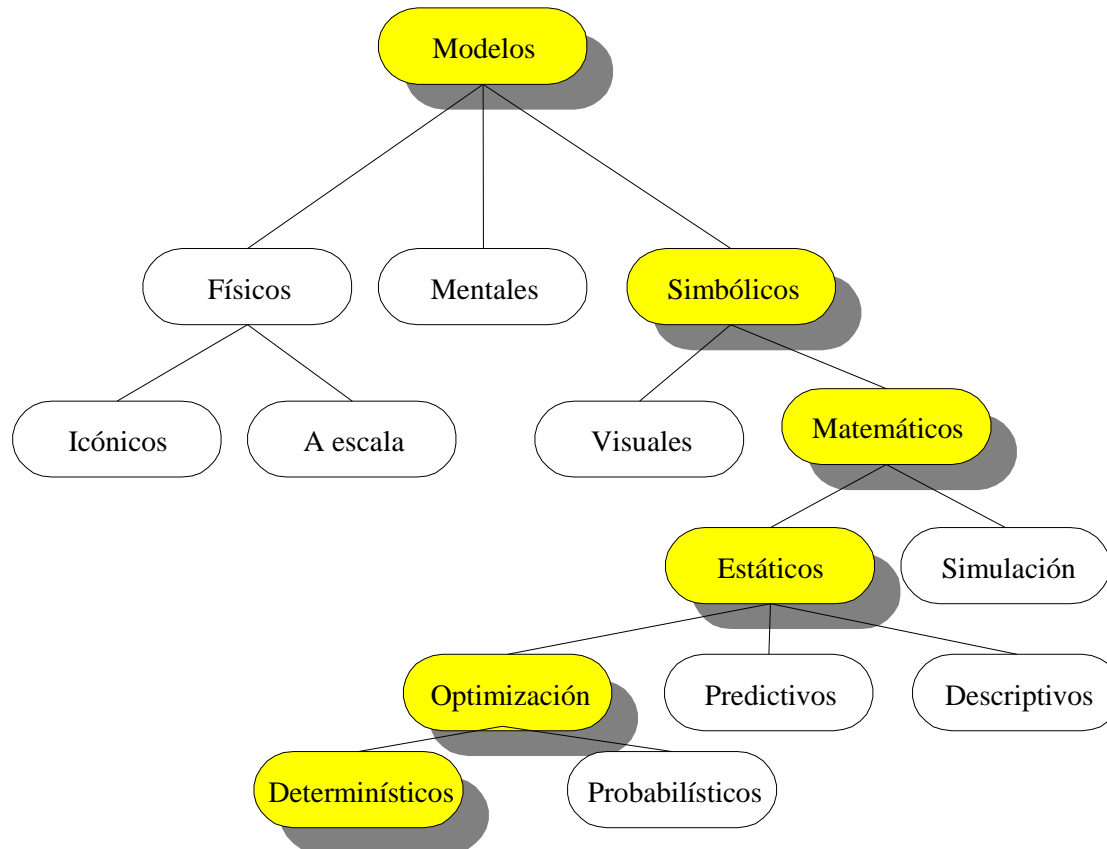 Modelos
Físicos
Mentales
Simbólicos
Icónicos
A escala
Visuales
Matemáticos
Estáticos
Simulación
Optimización
Predictivos
Descriptivos
Determinísticos
Probabilísticos